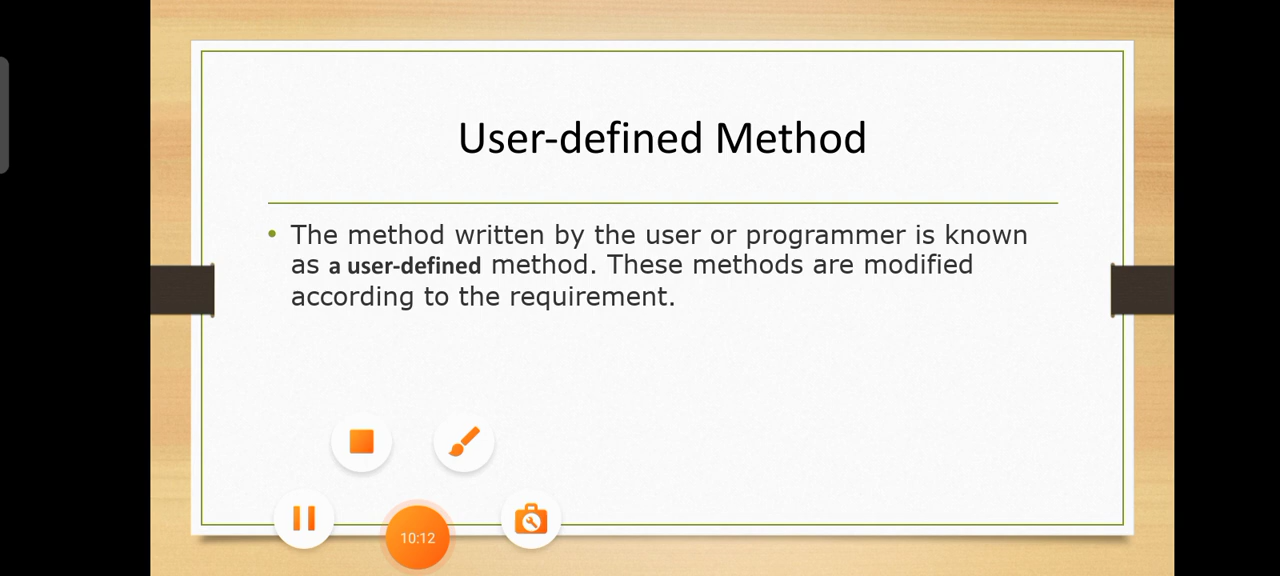 User-defined Method
• The method written by the user or programmer is known
as a user-defined method. These methods are modified
according to the requirement.
10:12